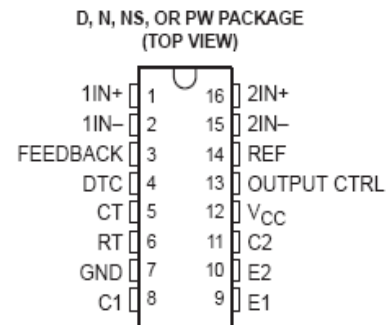 D, N, NS, OR PW PACKAGE
(TOP VIEW)
1IN+ 1 16 2IN+
1IN– 2 15 2IN–
FEEDBACK 3 14 REF
DTC 4 13 OUTPUT CTRL
CT 5 12 VCC
RT 6 11 C2
GND 7 10 E2
C1 8 9 E1